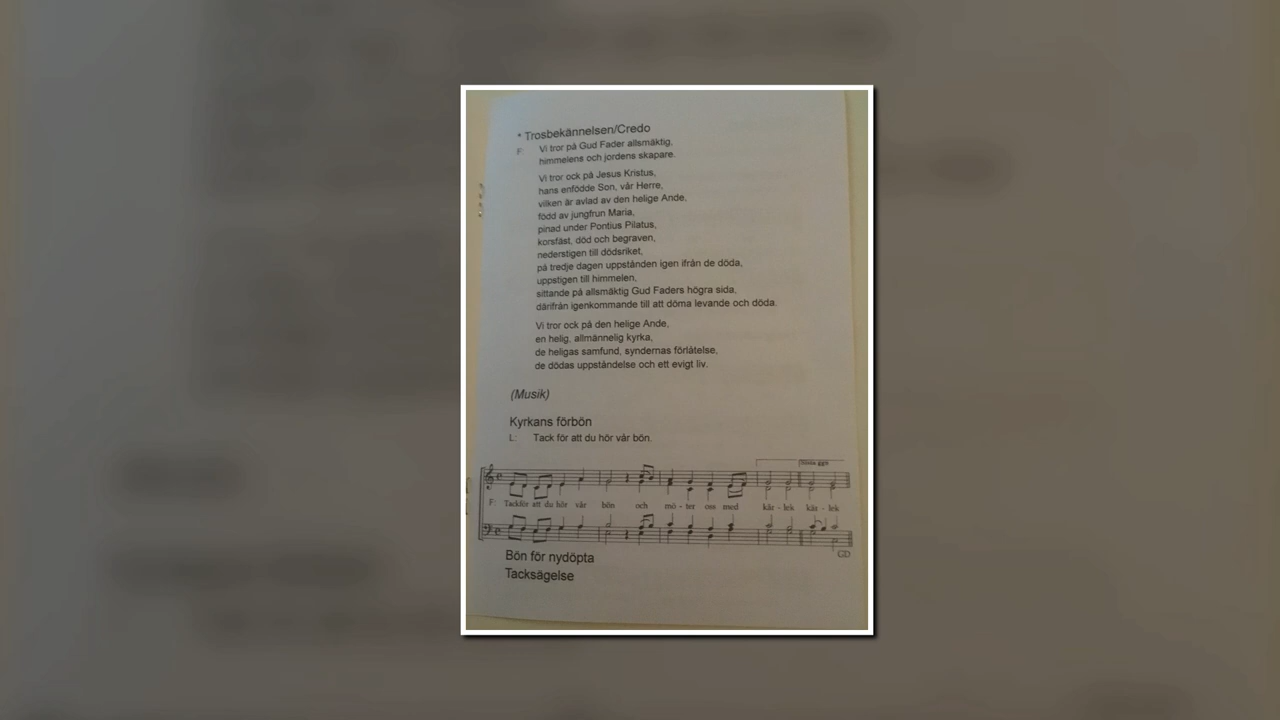 * Trosbekännelsen/Credo
F: Vi tror på Gud Fader allsmäktig,
himmelens och jordens skapare.
Vi tror ock på Jesus Kristus,
hans enfödde Son, vår Herre,
vilken är avlad av den helige Ande,
född av jungfrun Maria,
pinad under Pontius Pilatus,
korsfäst, död och begraven,
nederstigen till dödsriket,
på tredje dagen uppstånden igen ifrån de döda,
uppstigen till himmelen,
sittande på allsmäktig Gud Faders högra sida,
därifrån igenkommande till att döma levande och döda.
Vi tror ock på den helige Ande,
en helig, allmännelig kyrka,
de heligas samfund, syndernas förlåtelse,
de dödas uppståndelse och ett evigt liv.
(Musik)
Kyrkans förbön
L: Tack för att du hör vår bön.
F: Tack för att du hör vår bön och mö - ter oss med kär - lek kär - lek
GD
Bön för nydöpta
Tacksägelse